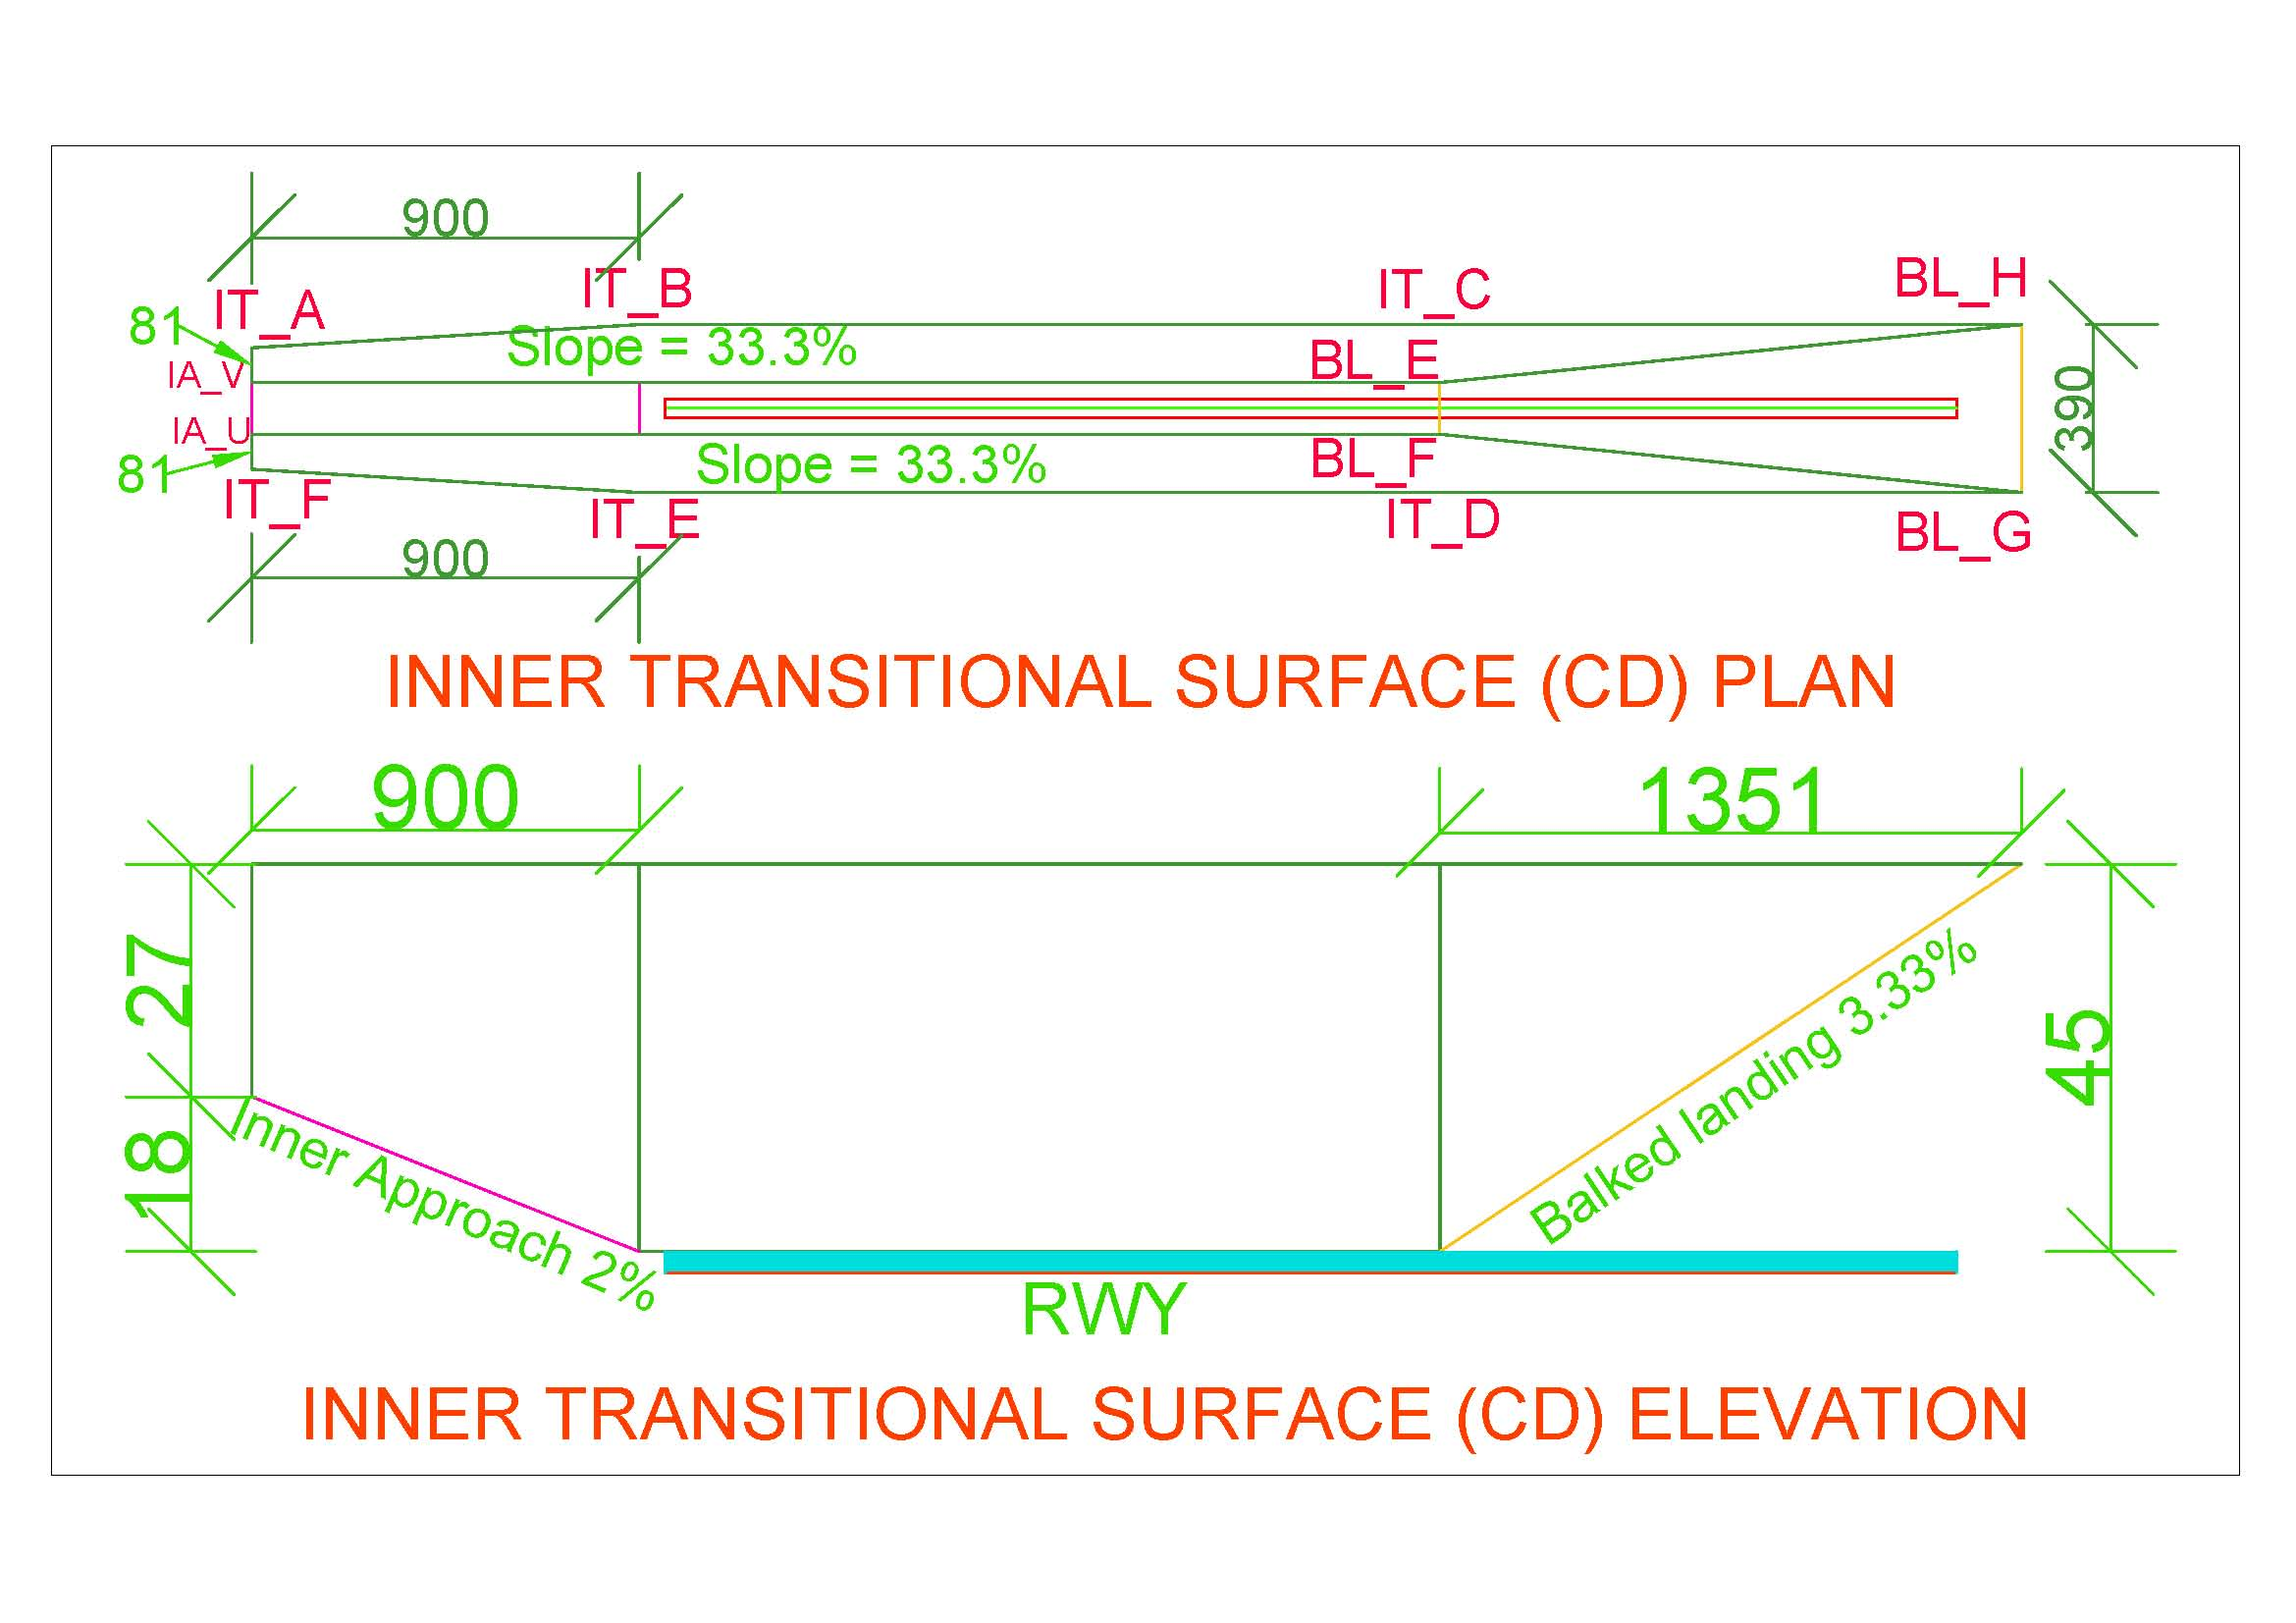 900
IT_A
IT_B
IT_C
BL_H
81
Slope = 33.3%
IA_V
BL_E
390
IA_U
81
Slope = 33.3%
BL_F
IT_F
IT_E
IT_D
BL_G
900
INNER TRANSITIONAL SURFACE (CD) PLAN
900
1351
27
18
Inner Approach 2%
Balked landing 3.33%
45
RWY
INNER TRANSITIONAL SURFACE (CD) ELEVATION